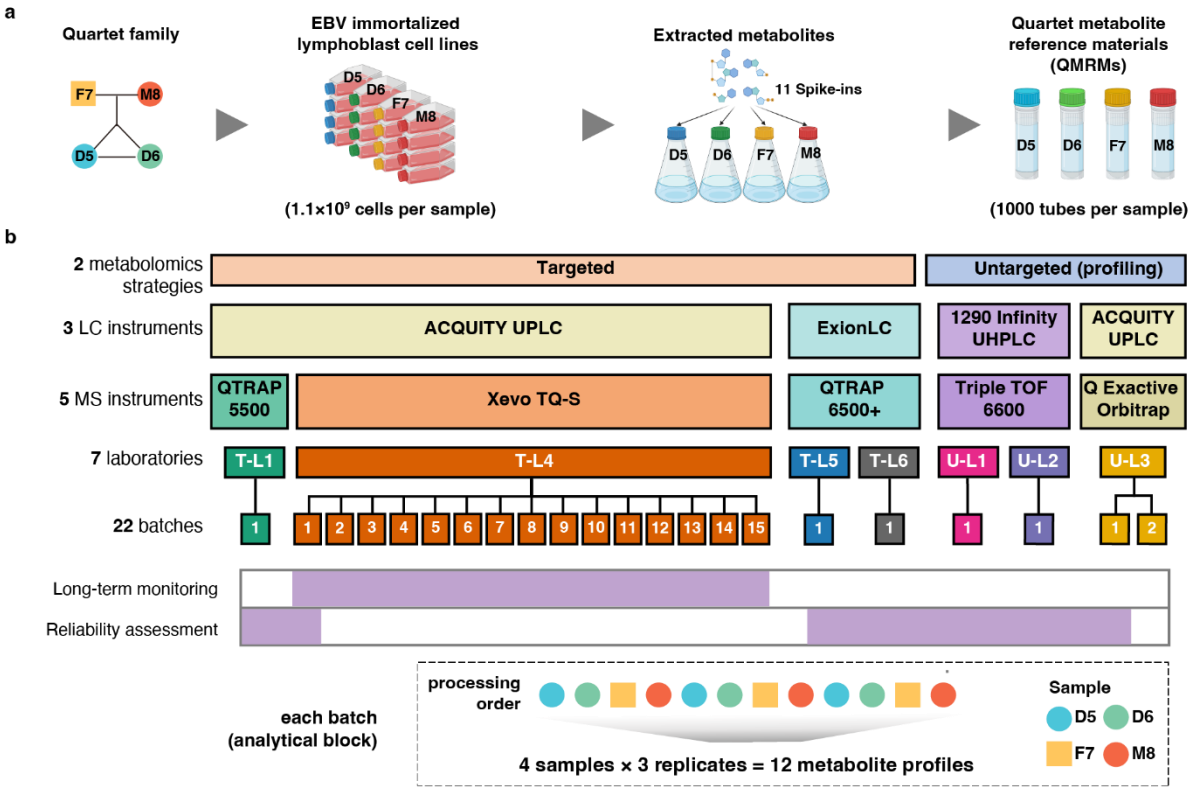 a
Quartet family
EBV immortalized
lymphoblast cell lines
Extracted metabolites
Quartet metabolite
reference materials
(QMRMs)
F7
M8
D5
D6
D5
D6
F7
M8
11 Spike-ins
D5
D6
F7
M8
D5
D6
F7
M8
(1.1×10⁹ cells per sample)
(1000 tubes per sample)
b
2 metabolomics
strategies
Targeted
Untargeted (profiling)
3 LC instruments
ACQUITY UPLC
ExionLC
1290 Infinity
UHPLC
ACQUITY
UPLC
5 MS instruments
QTRAP
5500
Xevo TQ-S
QTRAP
6500+
Triple TOF
6600
Q Exactive
Orbitrap
7 laboratories
T-L1
T-L4
T-L5
T-L6
U-L1
U-L2
U-L3
22 batches
1
1 2 3 4 5 6 7 8 9 10 11 12 13 14 15
1
1
1
1
1 2
Long-term monitoring
Reliability assessment
processing
order
each batch
(analytical block)
4 samples × 3 replicates = 12 metabolite profiles
Sample
D5
D6
F7
M8